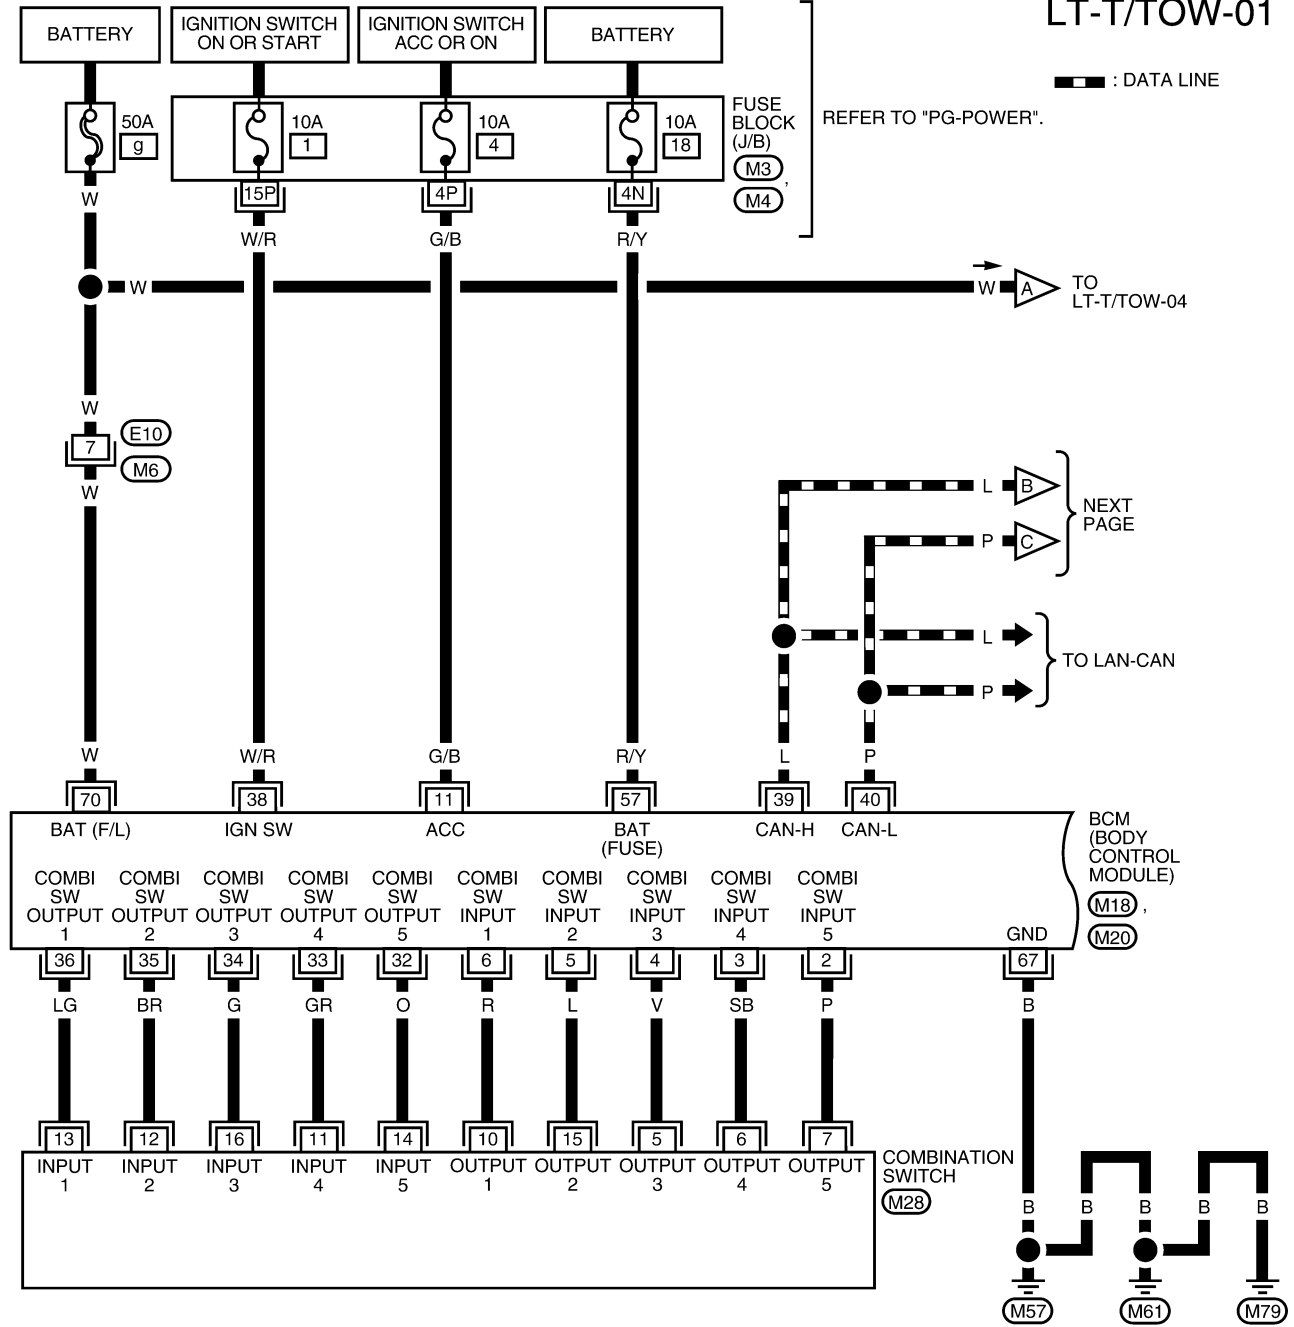 LT-T/TOW-01
BATTERY
IGNITION SWITCH
ON OR START
IGNITION SWITCH
ACC OR ON
BATTERY
: DATA LINE
50A
g
10A
1
10A
4
10A
18
FUSE
BLOCK
(J/B)
M3
,
M4
REFER TO "PG-POWER".
15P
4P
4N
W
W/R
G/B
R/Y
W
W
A
TO
LT-T/TOW-04
W
7
E10
M6
W
L
B
P
C
NEXT
PAGE
L
P
TO LAN-CAN
W
W/R
G/B
R/Y
L
P
70
38
11
57
39
40
BAT (F/L)
IGN SW
ACC
BAT
(FUSE)
CAN-H
CAN-L
BCM
(BODY
CONTROL
MODULE)
M18 ,
M20
COMBI
SW
OUTPUT
1
COMBI
SW
OUTPUT
2
COMBI
SW
OUTPUT
3
COMBI
SW
OUTPUT
4
COMBI
SW
OUTPUT
5
COMBI
SW
INPUT
1
COMBI
SW
INPUT
2
COMBI
SW
INPUT
3
COMBI
SW
INPUT
4
COMBI
SW
INPUT
5
GND
36
35
34
33
32
6
5
4
3
2
67
LG
BR
G
GR
O
R
L
V
SB
P
B
13
12
16
11
14
10
15
5
6
7
INPUT
1
INPUT
2
INPUT
3
INPUT
4
INPUT
5
OUTPUT
1
OUTPUT
2
OUTPUT
3
OUTPUT
4
OUTPUT
5
COMBINATION
SWITCH
M28
B
B
B
B
B
M57
M61
M79